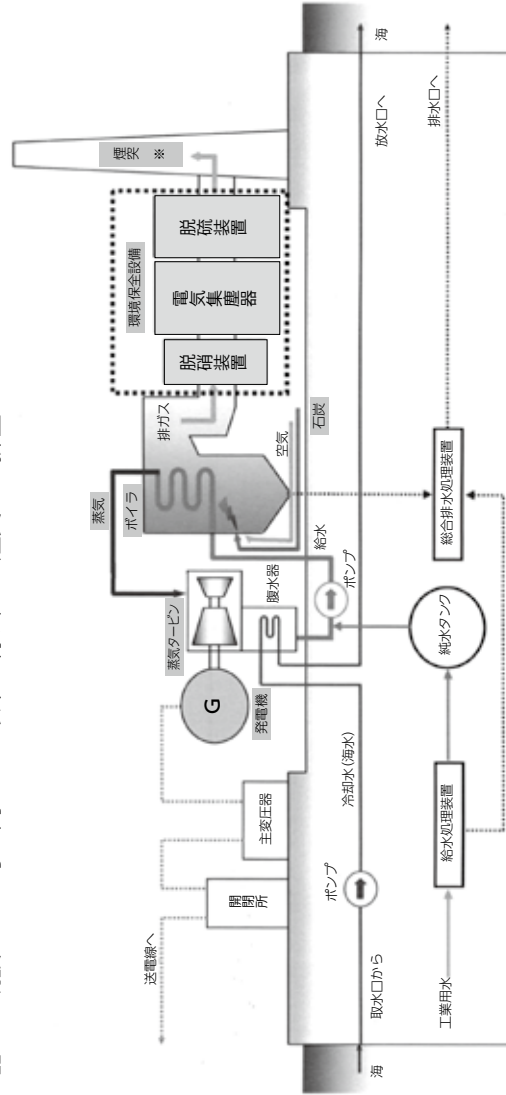 煙突 ※
環境保全設備
脱硫装置
電気集塵器
脱硝装置
排ガス
蒸気
ボイラ
空気
石炭
給水
蒸気タービン
腹水器
ポンプ
G
発電機
主変圧器
開閉所
送電線へ
ポンプ
冷却水(海水)
取水口から
海
放水口へ
海
排水口へ
総合排水処理装置
純水タンク
給水処理装置
工業用水